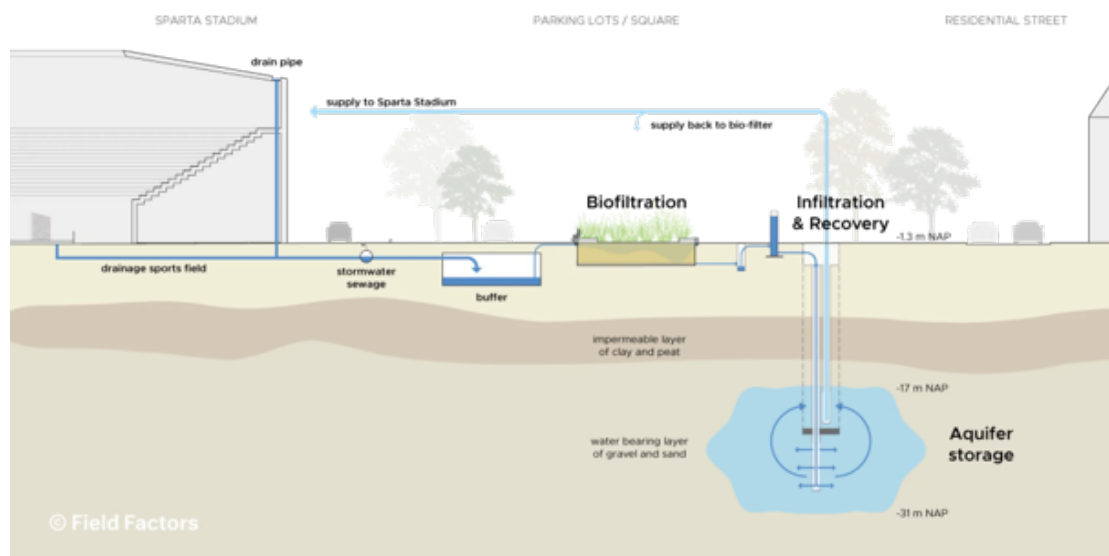 SPARTA STADIUM
PARKING LOTS / SQUARE
RESIDENTIAL STREET
drain pipe
supply to Sparta Stadium
supply back to bio-filter
Biofiltration
Infiltration
& Recovery
-1.3 m NAP
drainage sports field
stormwater
sewage
buffer
impermeable layer
of clay and peat
-17 m NAP
water bearing layer
of gravel and sand
Aquifer
storage
-31 m NAP
© Field Factors